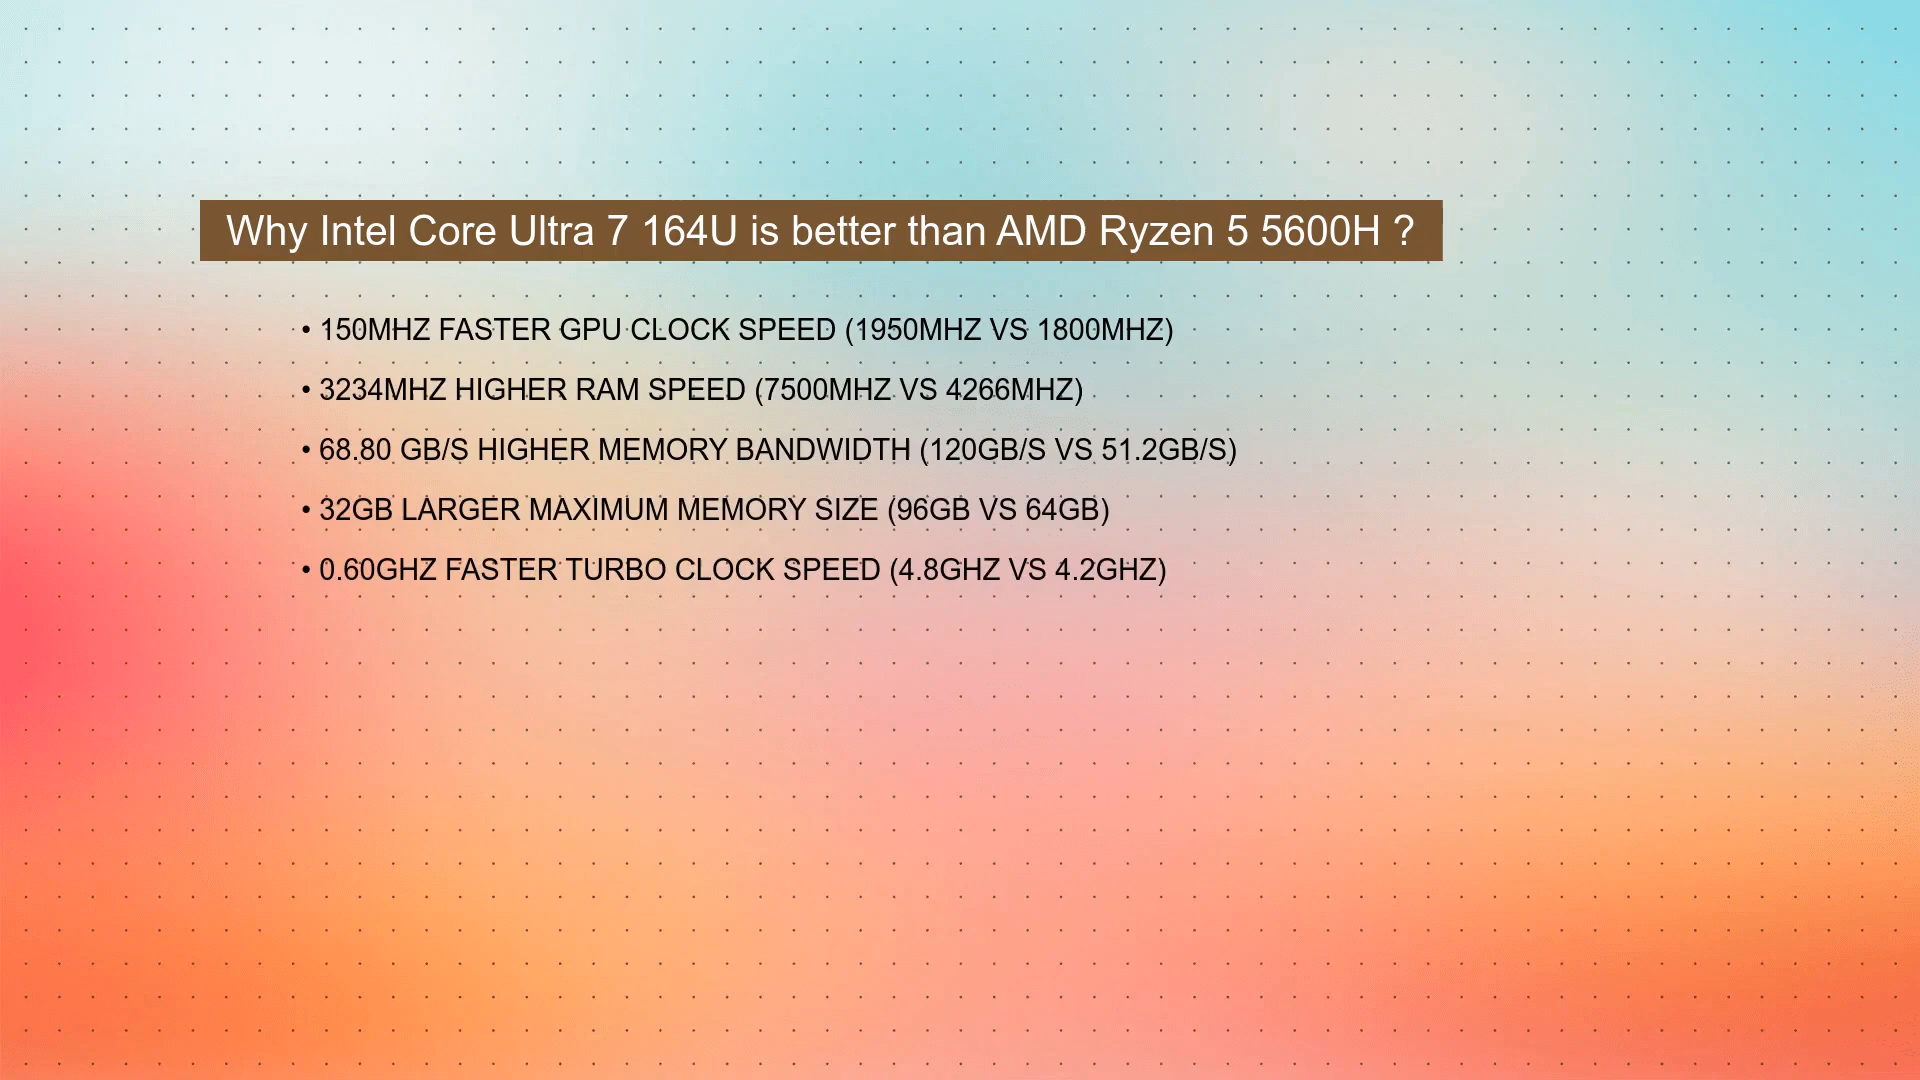 Why Intel Core Ultra 7 164U is better than AMD Ryzen 5 5600H ?
• 150MHZ FASTER GPU CLOCK SPEED (1950MHZ VS 1800MHZ)
• 3234MHZ HIGHER RAM SPEED (7500MHZ VS 4266MHZ)
• 68.80 GB/S HIGHER MEMORY BANDWIDTH (120GB/S VS 51.2GB/S)
• 32GB LARGER MAXIMUM MEMORY SIZE (96GB VS 64GB)
• 0.60GHZ FASTER TURBO CLOCK SPEED (4.8GHZ VS 4.2GHZ)